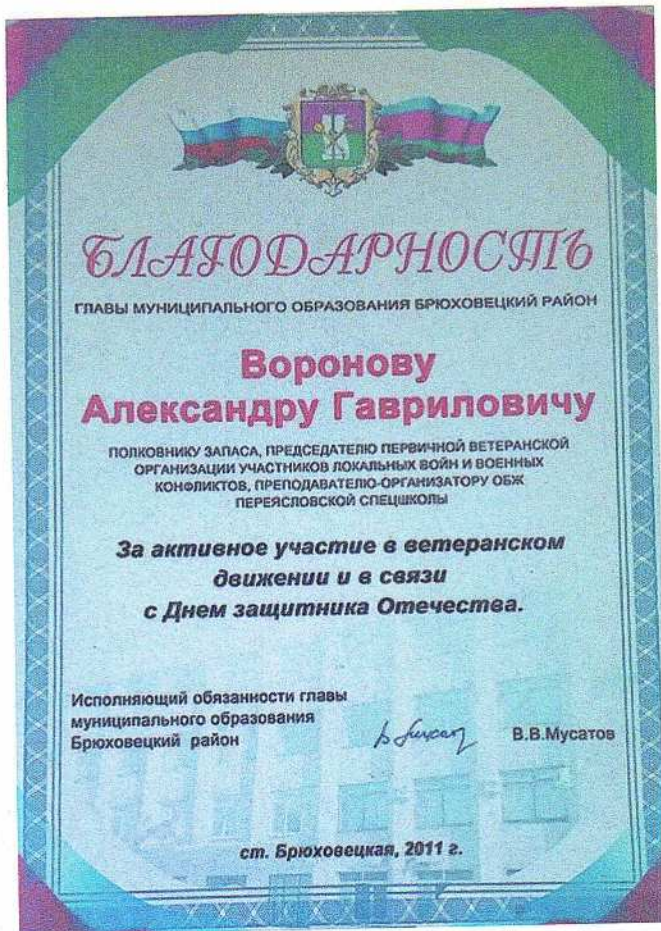 БЛАГОДАРНОСТЬ
ГЛАВЫ МУНИЦИПАЛЬНОГО ОБРАЗОВАНИЯ БРЮХОВЕЦКИЙ РАЙОН
Воронову
Александру Гавриловичу
ПОЛКОВНИКУ ЗАПАСА, ПРЕДСЕДАТЕЛЮ ПЕРВИЧНОЙ ВЕТЕРАНСКОЙ
ОРГАНИЗАЦИИ УЧАСТНИКОВ ЛОКАЛЬНЫХ ВОЙН И ВОЕННЫХ
КОНФЛИКТОВ, ПРЕПОДАВАТЕЛЮ-ОРГАНИЗАТОРУ ОБЖ
ПЕРЕЯСЛОВСКОЙ СПЕЦШКОЛЫ
За активное участие в ветеранском
движении и в связи
с Днем защитника Отечества.
Исполняющий обязанности главы
муниципального образования
Брюховецкий район
В.В.Мусатов
ст. Брюховецкая, 2011 г.